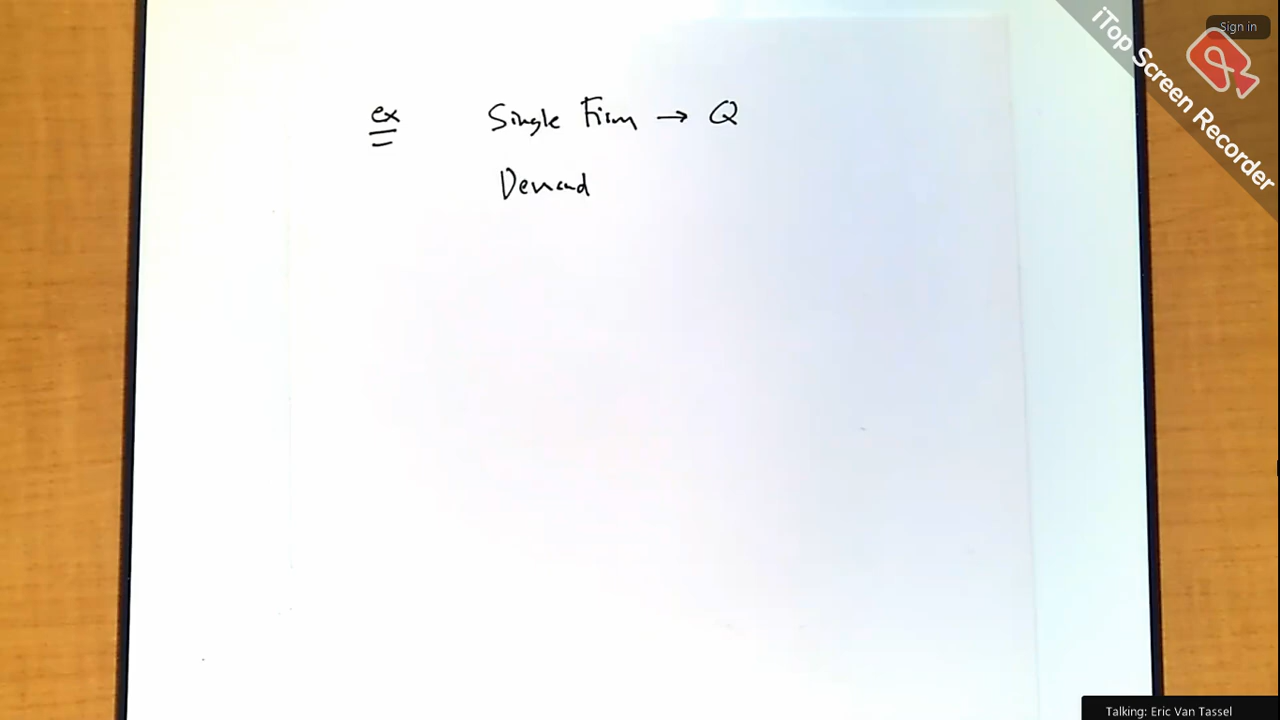 Sign in
iTop Screen Recorder
ex Single Firm → Q
Demand
Talking: Eric Van Tassel